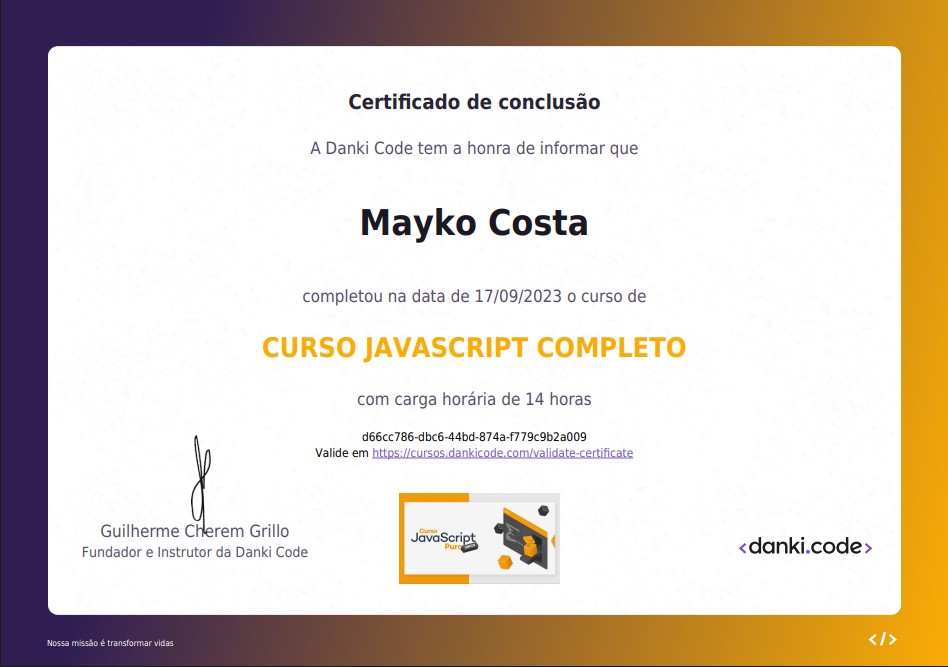 Certificado de conclusão
A Danki Code tem a honra de informar que
Mayko Costa
completou na data de 17/09/2023 o curso de
CURSO JAVASCRIPT COMPLETO
com carga horária de 14 horas
d66cc786-dbc6-44bd-874a-f779c9b2a009
Valide em https://cursos.dankicode.com/validate-certificate
Guilherme Cherem Grillo
Fundador e Instrutor da Danki Code
Curso
JavaScript
Puro
<danki.code>
Nossa missão é transformar vidas
</>